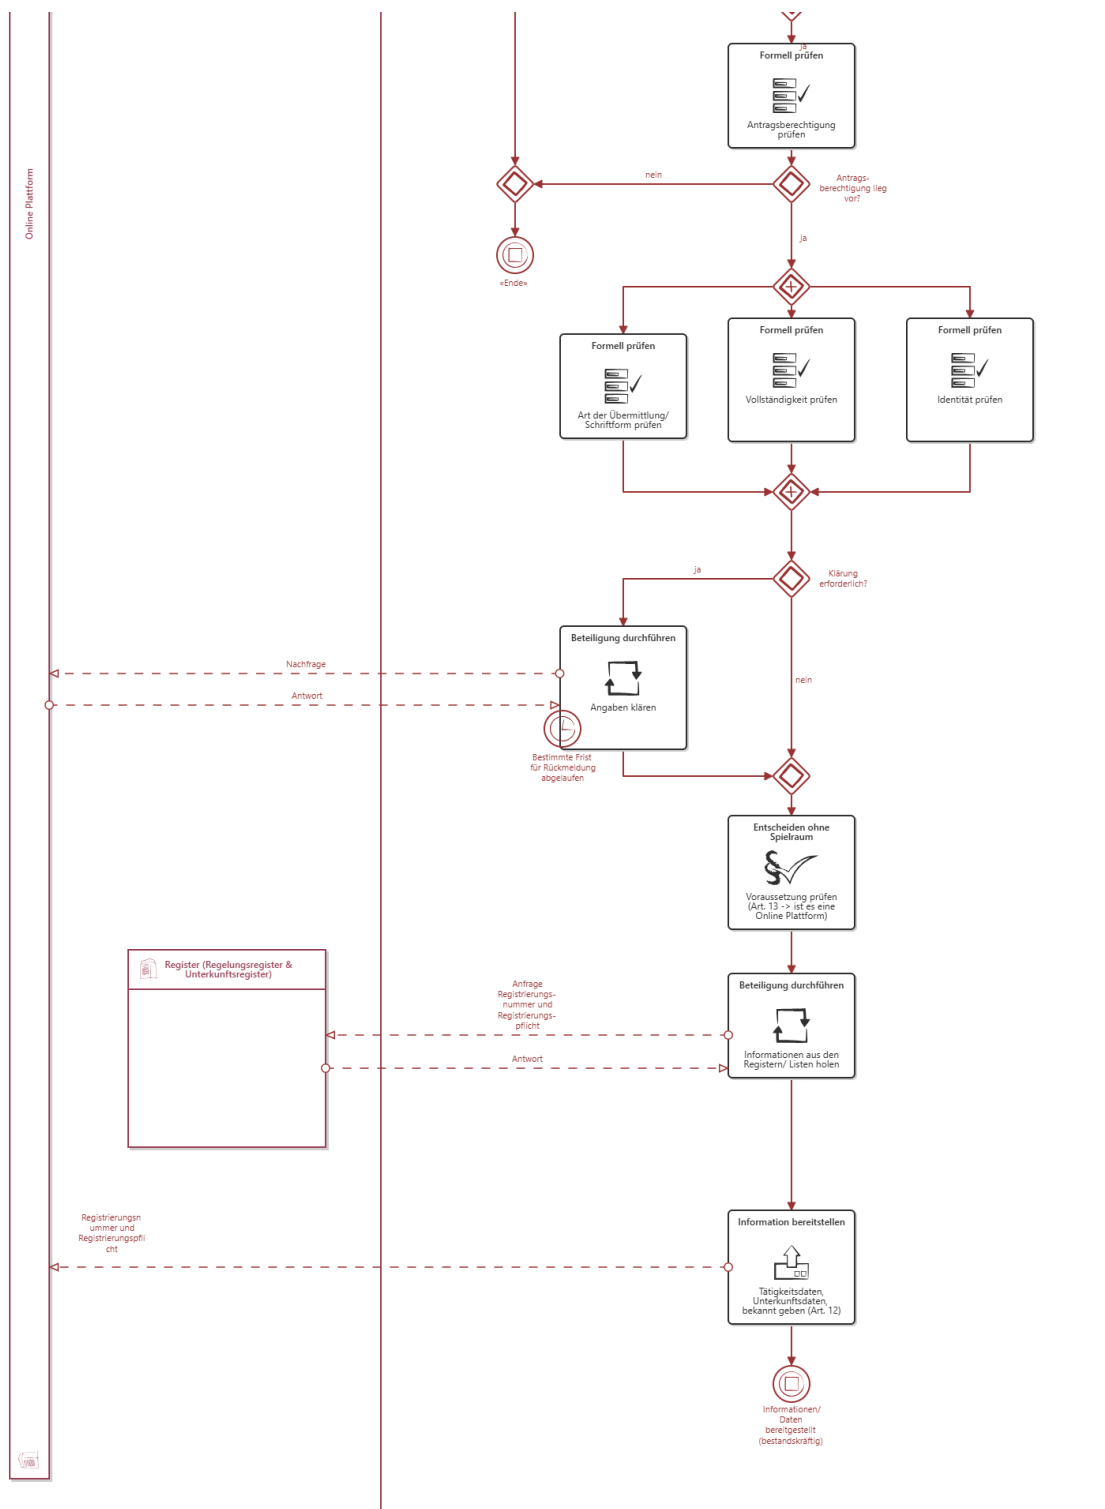 ja
Formell prüfen
Antragsberechtigung
prüfen
Online Plattform
nein
Antrags-
berechtigung lieg
vor?
ja
«Ende»
Formell prüfen
Art der Übermittlung/
Schriftform prüfen
Formell prüfen
Vollständigkeit prüfen
Formell prüfen
Identität prüfen
Klärung
erforderlich?
ja
nein
Beteiligung durchführen
Angaben klären
Nachfrage
Antwort
Bestimmte Frist
für Rückmeldung
abgelaufen
Entscheiden ohne
Spielraum
Voraussetzung prüfen
(Art. 13 -> ist es eine
Online Plattform)
Register (Regelungsregister &
Unterkunftsregister)
Anfrage
Registrierungs-
nummer und
Registrierungs-
pflicht
Antwort
Beteiligung durchführen
Informationen aus den
Registern/ Listen holen
Registrierungsn
ummer und
Registrierungspfli
cht
Information bereitstellen
Tätigkeitsdaten,
Unterkunftsdaten,
bekannt geben (Art. 12)
Informationen/
Daten
bereitgestellt
(bestandskräftig)